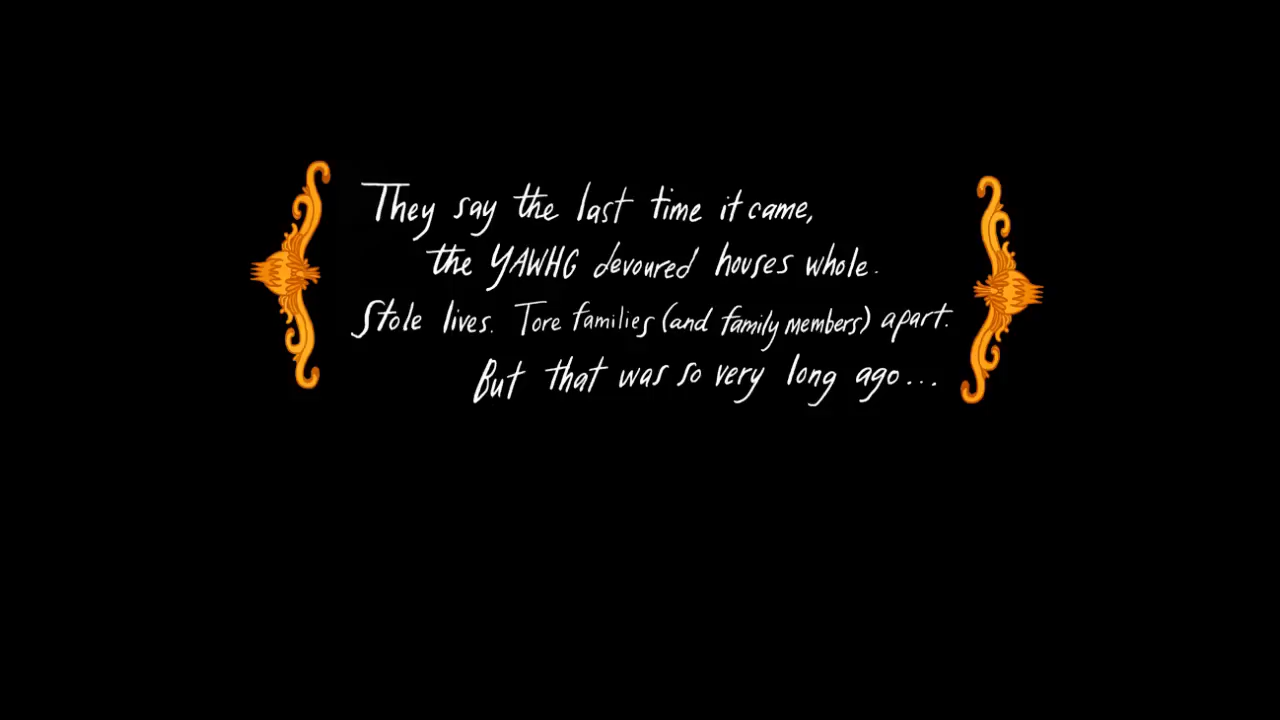 They say the last time it came,
the YAWHG devoured houses whole.
Stole lives. Tore families (and family members) apart.
But that was so very long ago...